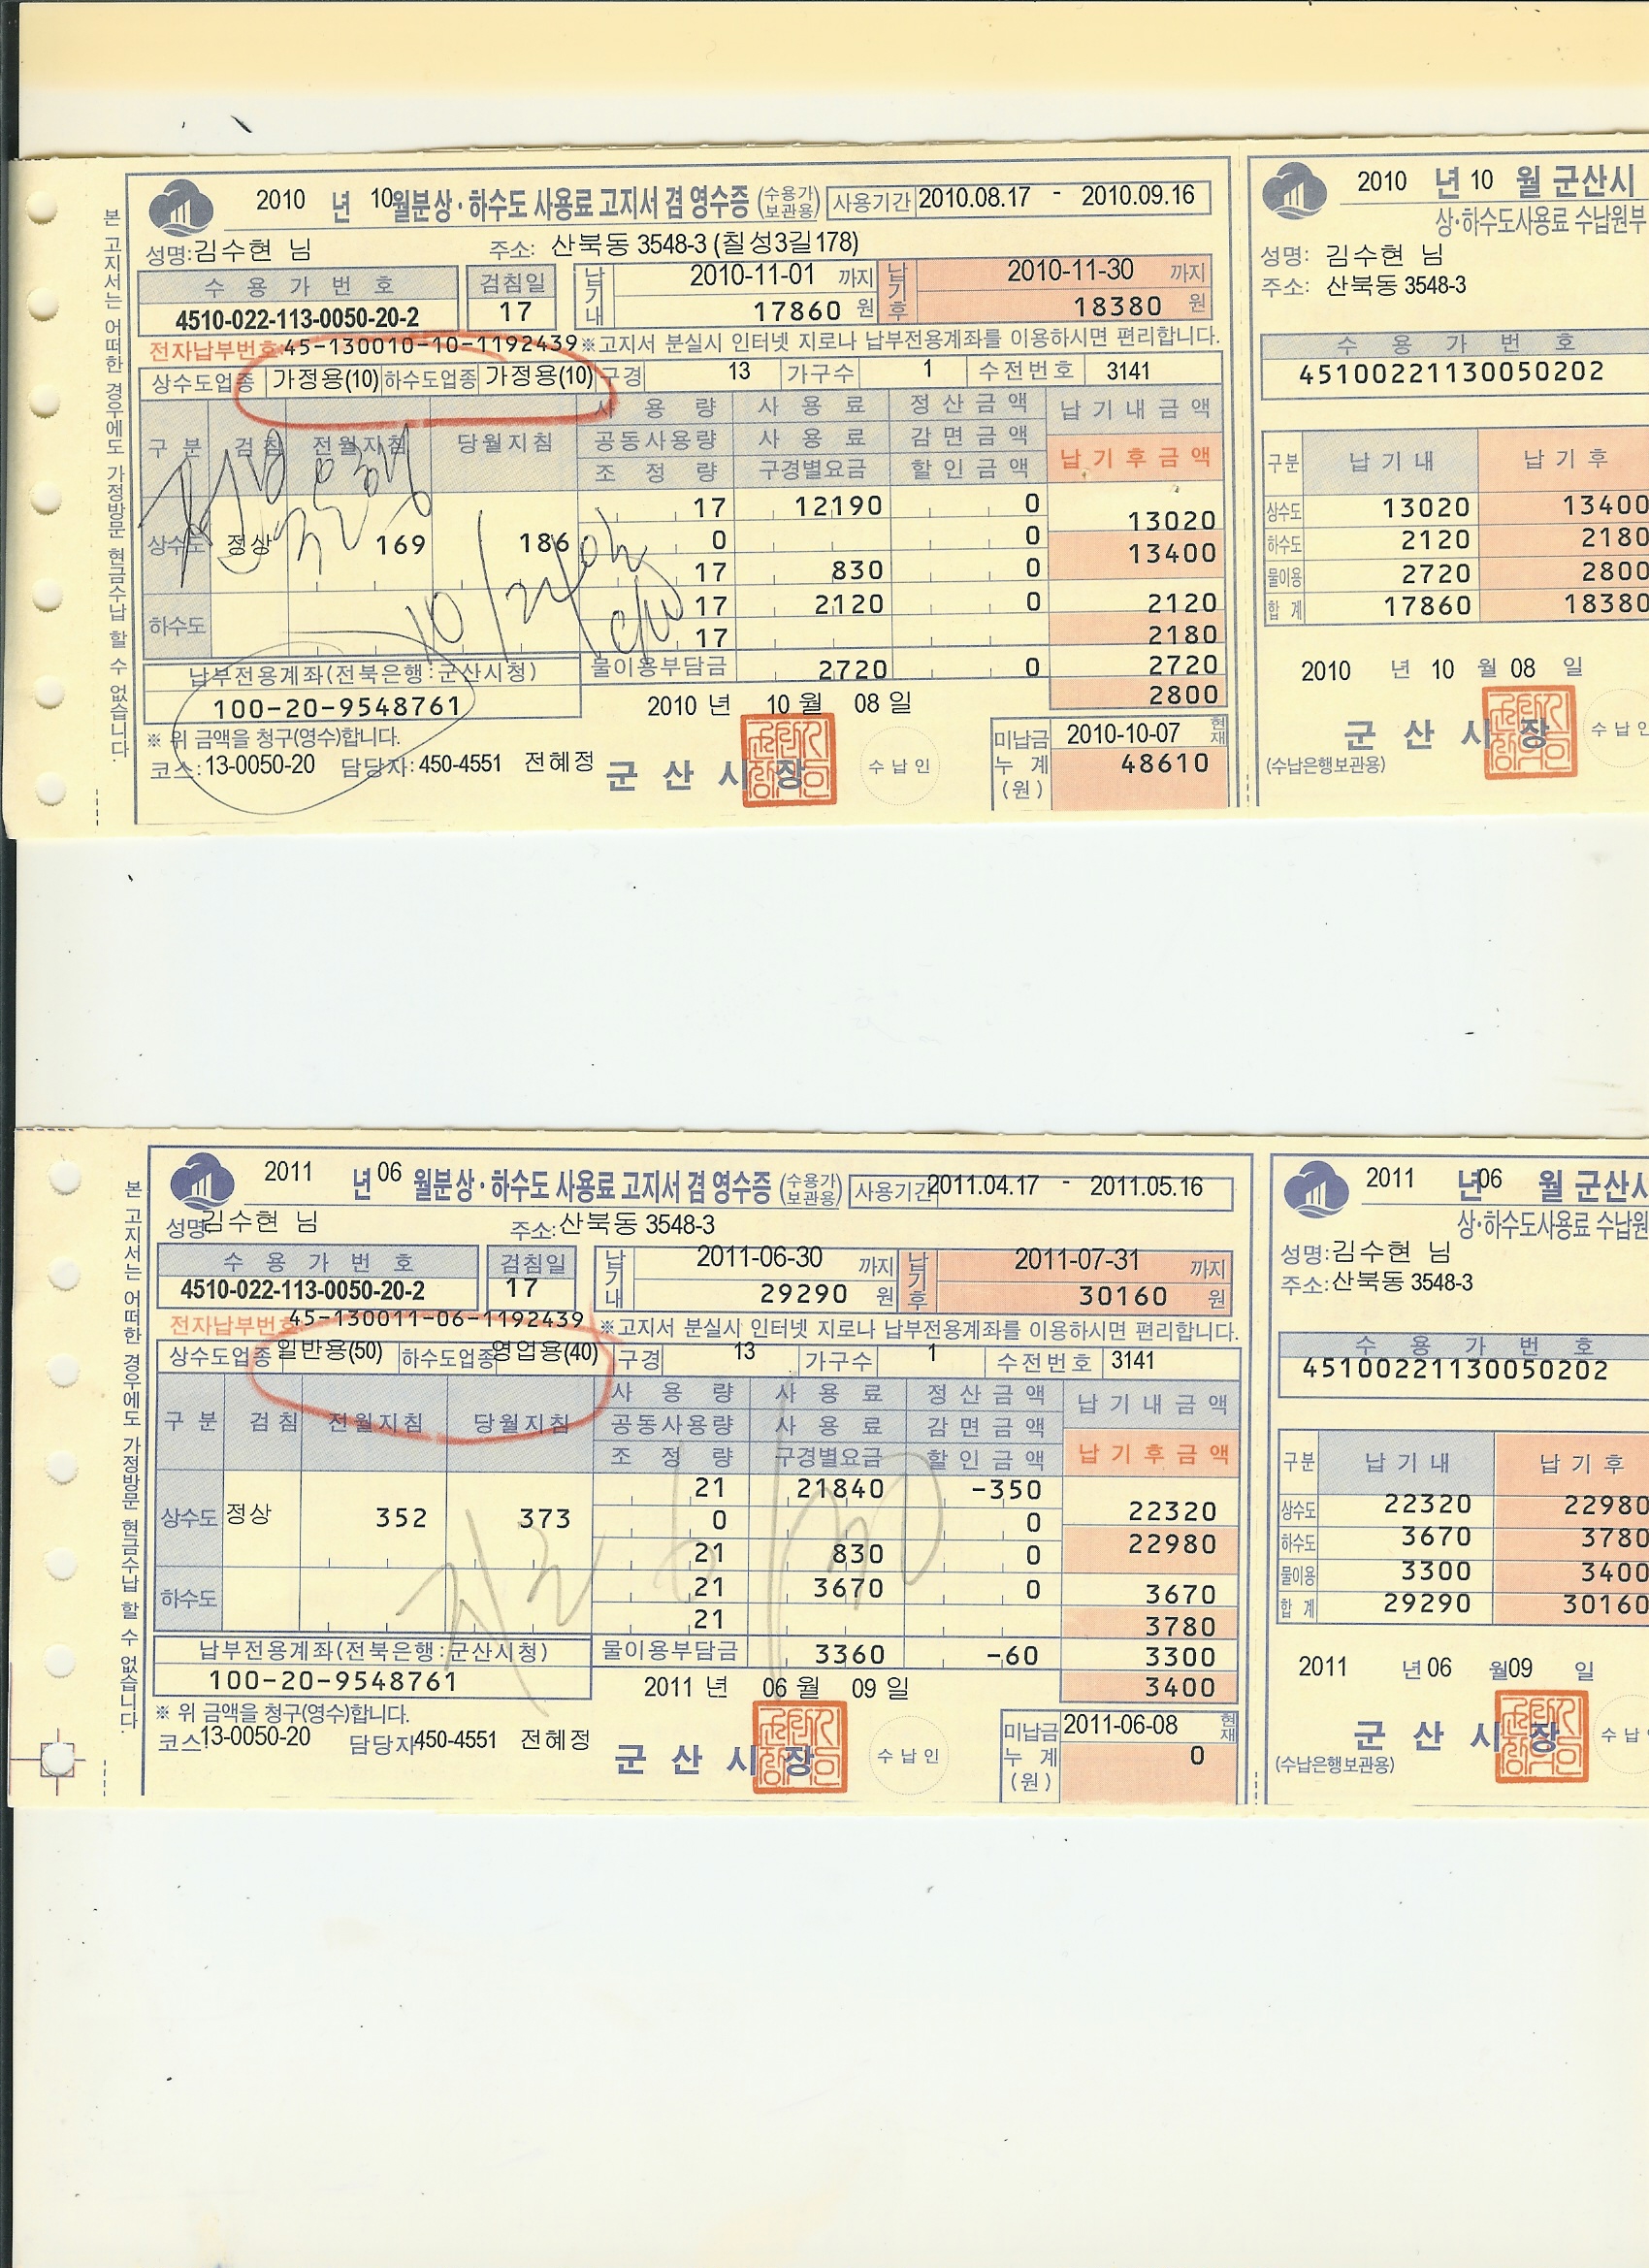 본 고지서는 어떠한 경우에도 가정방문 현금수납 할 수 없습니다.
2010 년 10월분상·하수도 사용료 고지서 겸 영수증 (수용가 보관용) 사용기간 2010.08.17 - 2010.09.16
성명: 김수현 님 주소: 산북동 3548-3 (칠성3길178)
수 용 가 번 호 검침일 납기내 2010-11-01 까지 납기후 2010-11-30 까지
4510-022-113-0050-20-2 17 17860 원 18380 원
전자납부번호: 45-130010-10-1192439 ※고지서 분실시 인터넷 지로나 납부전용계좌를 이용하시면 편리합니다.
상수도업종 가정용(10) 하수도업종 가정용(10) 구경 13 가구수 1 수전번호 3141
구 분 검 침 전월지침 당월지침 사 용 량 사 용 료 정 산 금 액 납 기 내 금 액
공동사용량 사 용 료 감 면 금 액
조 정 량 구경별요금 할 인 금 액 납 기 후 금 액
상수도 정상 169 186 17 12190 0 13020
0 0 13400
17 830 0
하수도 17 2120 0 2120
17 2180
납부전용계좌(전북은행:군산시청) 물이용부담금 2720 0 2720
100-20-9548761 2800
2010 년 10 월 08 일
※ 위 금액을 청구(영수)합니다.
코스: 13-0050-20 담당자: 450-4551 전혜정
군 산 시 장 수 납 인
미납금 누 계 (원) 2010-10-07 현재
48610
2010 년 10 월 군산시
상·하수도사용료 수납원부
성명: 김수현 님
주소: 산북동 3548-3
수 용 가 번 호
45100221130050202
구분 납 기 내 납 기 후
상수도 13020 13400
하수도 2120 2180
물이용 2720 2800
합 계 17860 18380
2010 년 10 월 08 일
군 산 시 장 수 납 인
(수납은행보관용)
본 고지서는 어떠한 경우에도 가정방문 현금수납 할 수 없습니다.
2011 년 06 월분상·하수도 사용료 고지서 겸 영수증 (수용가 보관용) 사용기간 2011.04.17 - 2011.05.16
성명: 김수현 님 주소: 산북동 3548-3
수 용 가 번 호 검침일 납기내 2011-06-30 까지 납기후 2011-07-31 까지
4510-022-113-0050-20-2 17 29290 원 30160 원
전자납부번호: 45-130011-06-1192439 ※고지서 분실시 인터넷 지로나 납부전용계좌를 이용하시면 편리합니다.
상수도업종 일반용(50) 하수도업종 영업용(40) 구경 13 가구수 1 수전번호 3141
구 분 검 침 전월지침 당월지침 사 용 량 사 용 료 정 산 금 액 납 기 내 금 액
공동사용량 사 용 료 감 면 금 액
조 정 량 구경별요금 할 인 금 액 납 기 후 금 액
상수도 정상 352 373 21 21840 -350 22320
0 0 22980
21 830 0
하수도 21 3670 0 3670
21 3780
납부전용계좌(전북은행:군산시청) 물이용부담금 3360 -60 3300
100-20-9548761 3400
2011 년 06 월 09 일
※ 위 금액을 청구(영수)합니다.
코스: 13-0050-20 담당자 450-4551 전혜정
군 산 시 장 수 납 인
미납금 누 계 (원) 2011-06-08 현재
0
2011 년 06 월 군산시
상·하수도사용료 수납원
성명: 김수현 님
주소: 산북동 3548-3
수 용 가 번 호
45100221130050202
구분 납 기 내 납 기 후
상수도 22320 22980
하수도 3670 3780
물이용 3300 3400
합 계 29290 30160
2011 년 06 월 09 일
군 산 시 장 수 납
(수납은행보관용)